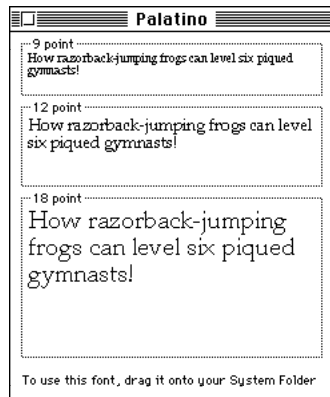 Palatino
9 point
How razorback-jumping frogs can level six piqued
gymnasts!
12 point
How razorback-jumping frogs can level
six piqued gymnasts!
18 point
How razorback-jumping
frogs can level six piqued
gymnasts!
To use this font, drag it onto your System Folder